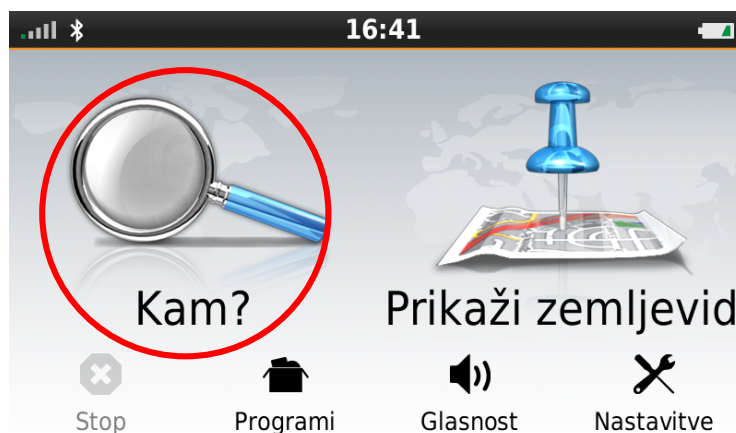 16:41
Kam?
Prikaži zemljevid
Stop
Programi
Glasnost
Nastavitve